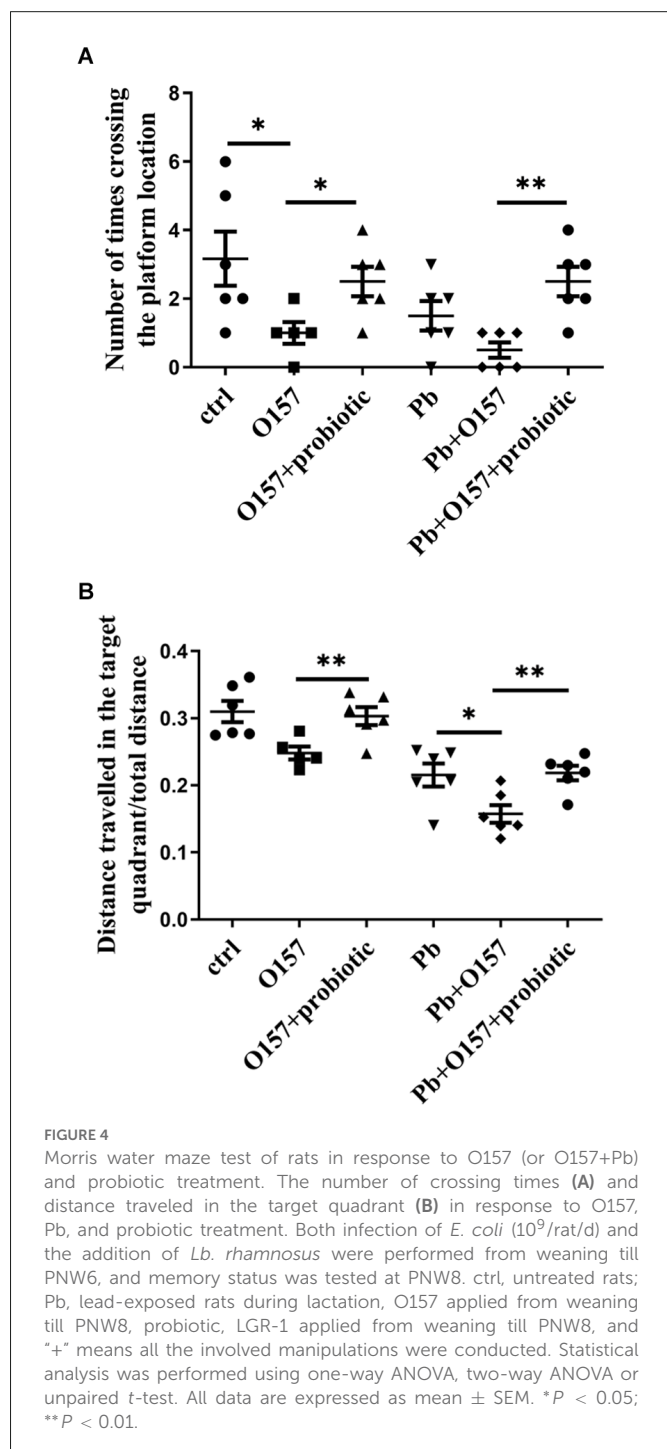 A
Number of times crossing
the platform location
8
6
4
2
0
*
*
**
ctrl
O157
O157+probiotic
Pb
Pb+O157
Pb+O157+probiotic
B
Distance travelled in the target
quadrant/total distance
0.4
0.3
0.2
0.1
0.0
**
*
**
ctrl
O157
O157+probiotic
Pb
Pb+O157
Pb+O157+probiotic
FIGURE 4
Morris water maze test of rats in response to O157 (or O157+Pb)
and probiotic treatment. The number of crossing times (A) and
distance traveled in the target quadrant (B) in response to O157,
Pb, and probiotic treatment. Both infection of E. coli (10⁹/rat/d) and
the addition of Lb. rhamnosus were performed from weaning till
PNW6, and memory status was tested at PNW8. ctrl, untreated rats;
Pb, lead-exposed rats during lactation, O157 applied from weaning
till PNW8, probiotic, LGR-1 applied from weaning till PNW8, and
“+” means all the involved manipulations were conducted. Statistical
analysis was performed using one-way ANOVA, two-way ANOVA or
unpaired t-test. All data are expressed as mean ± SEM. *P < 0.05;
**P < 0.01.